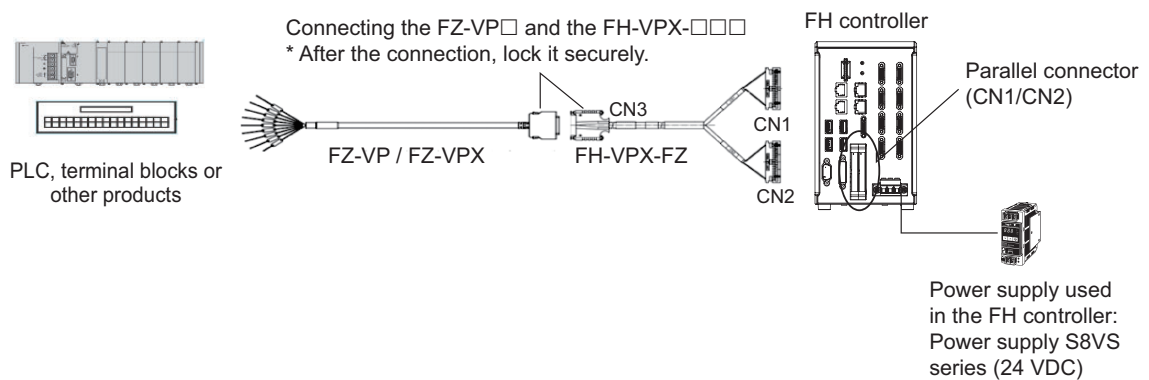 Connecting the FZ-VP□ and the FH-VPX-□□□
* After the connection, lock it securely.
FH controller
Parallel connector
(CN1/CN2)
CN3
CN1
FZ-VP / FZ-VPX
FH-VPX-FZ
CN2
PLC, terminal blocks or
other products
Power supply used
in the FH controller:
Power supply S8VS
series (24 VDC)